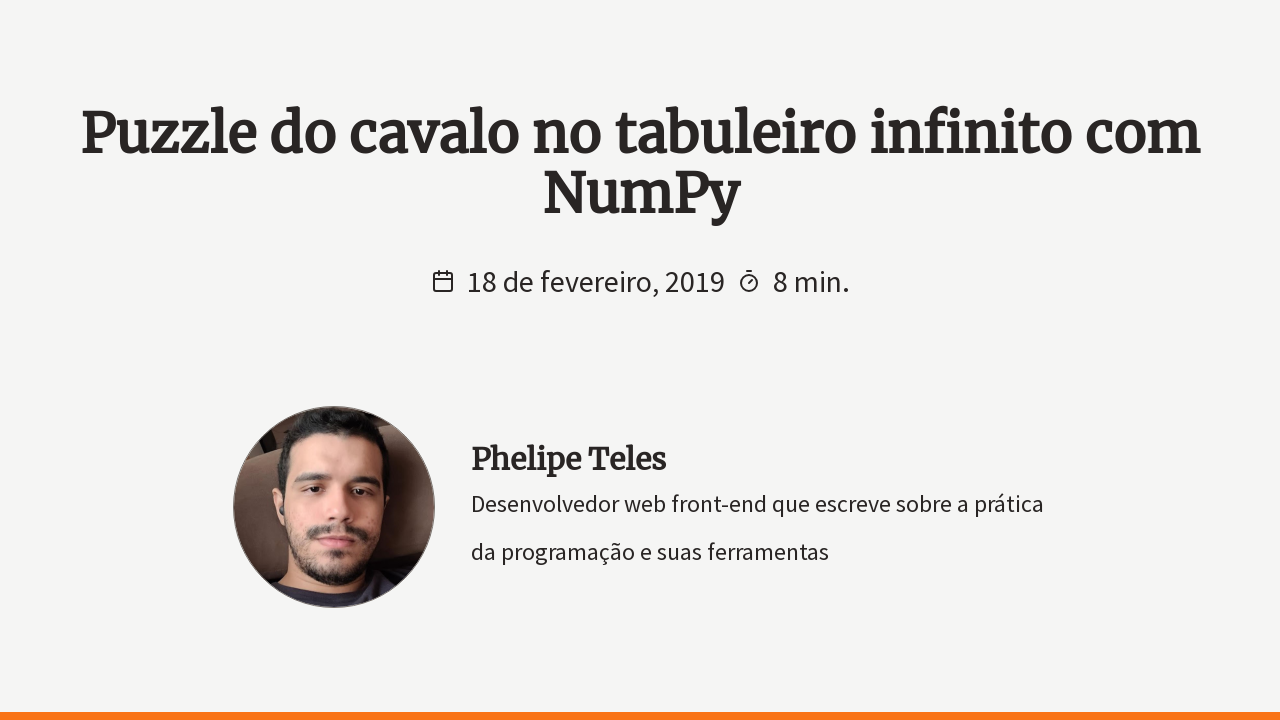 Puzzle do cavalo no tabuleiro infinito com
NumPy
18 de fevereiro, 2019 8 min.
Phelipe Teles
Desenvolvedor web front-end que escreve sobre a prática
da programação e suas ferramentas